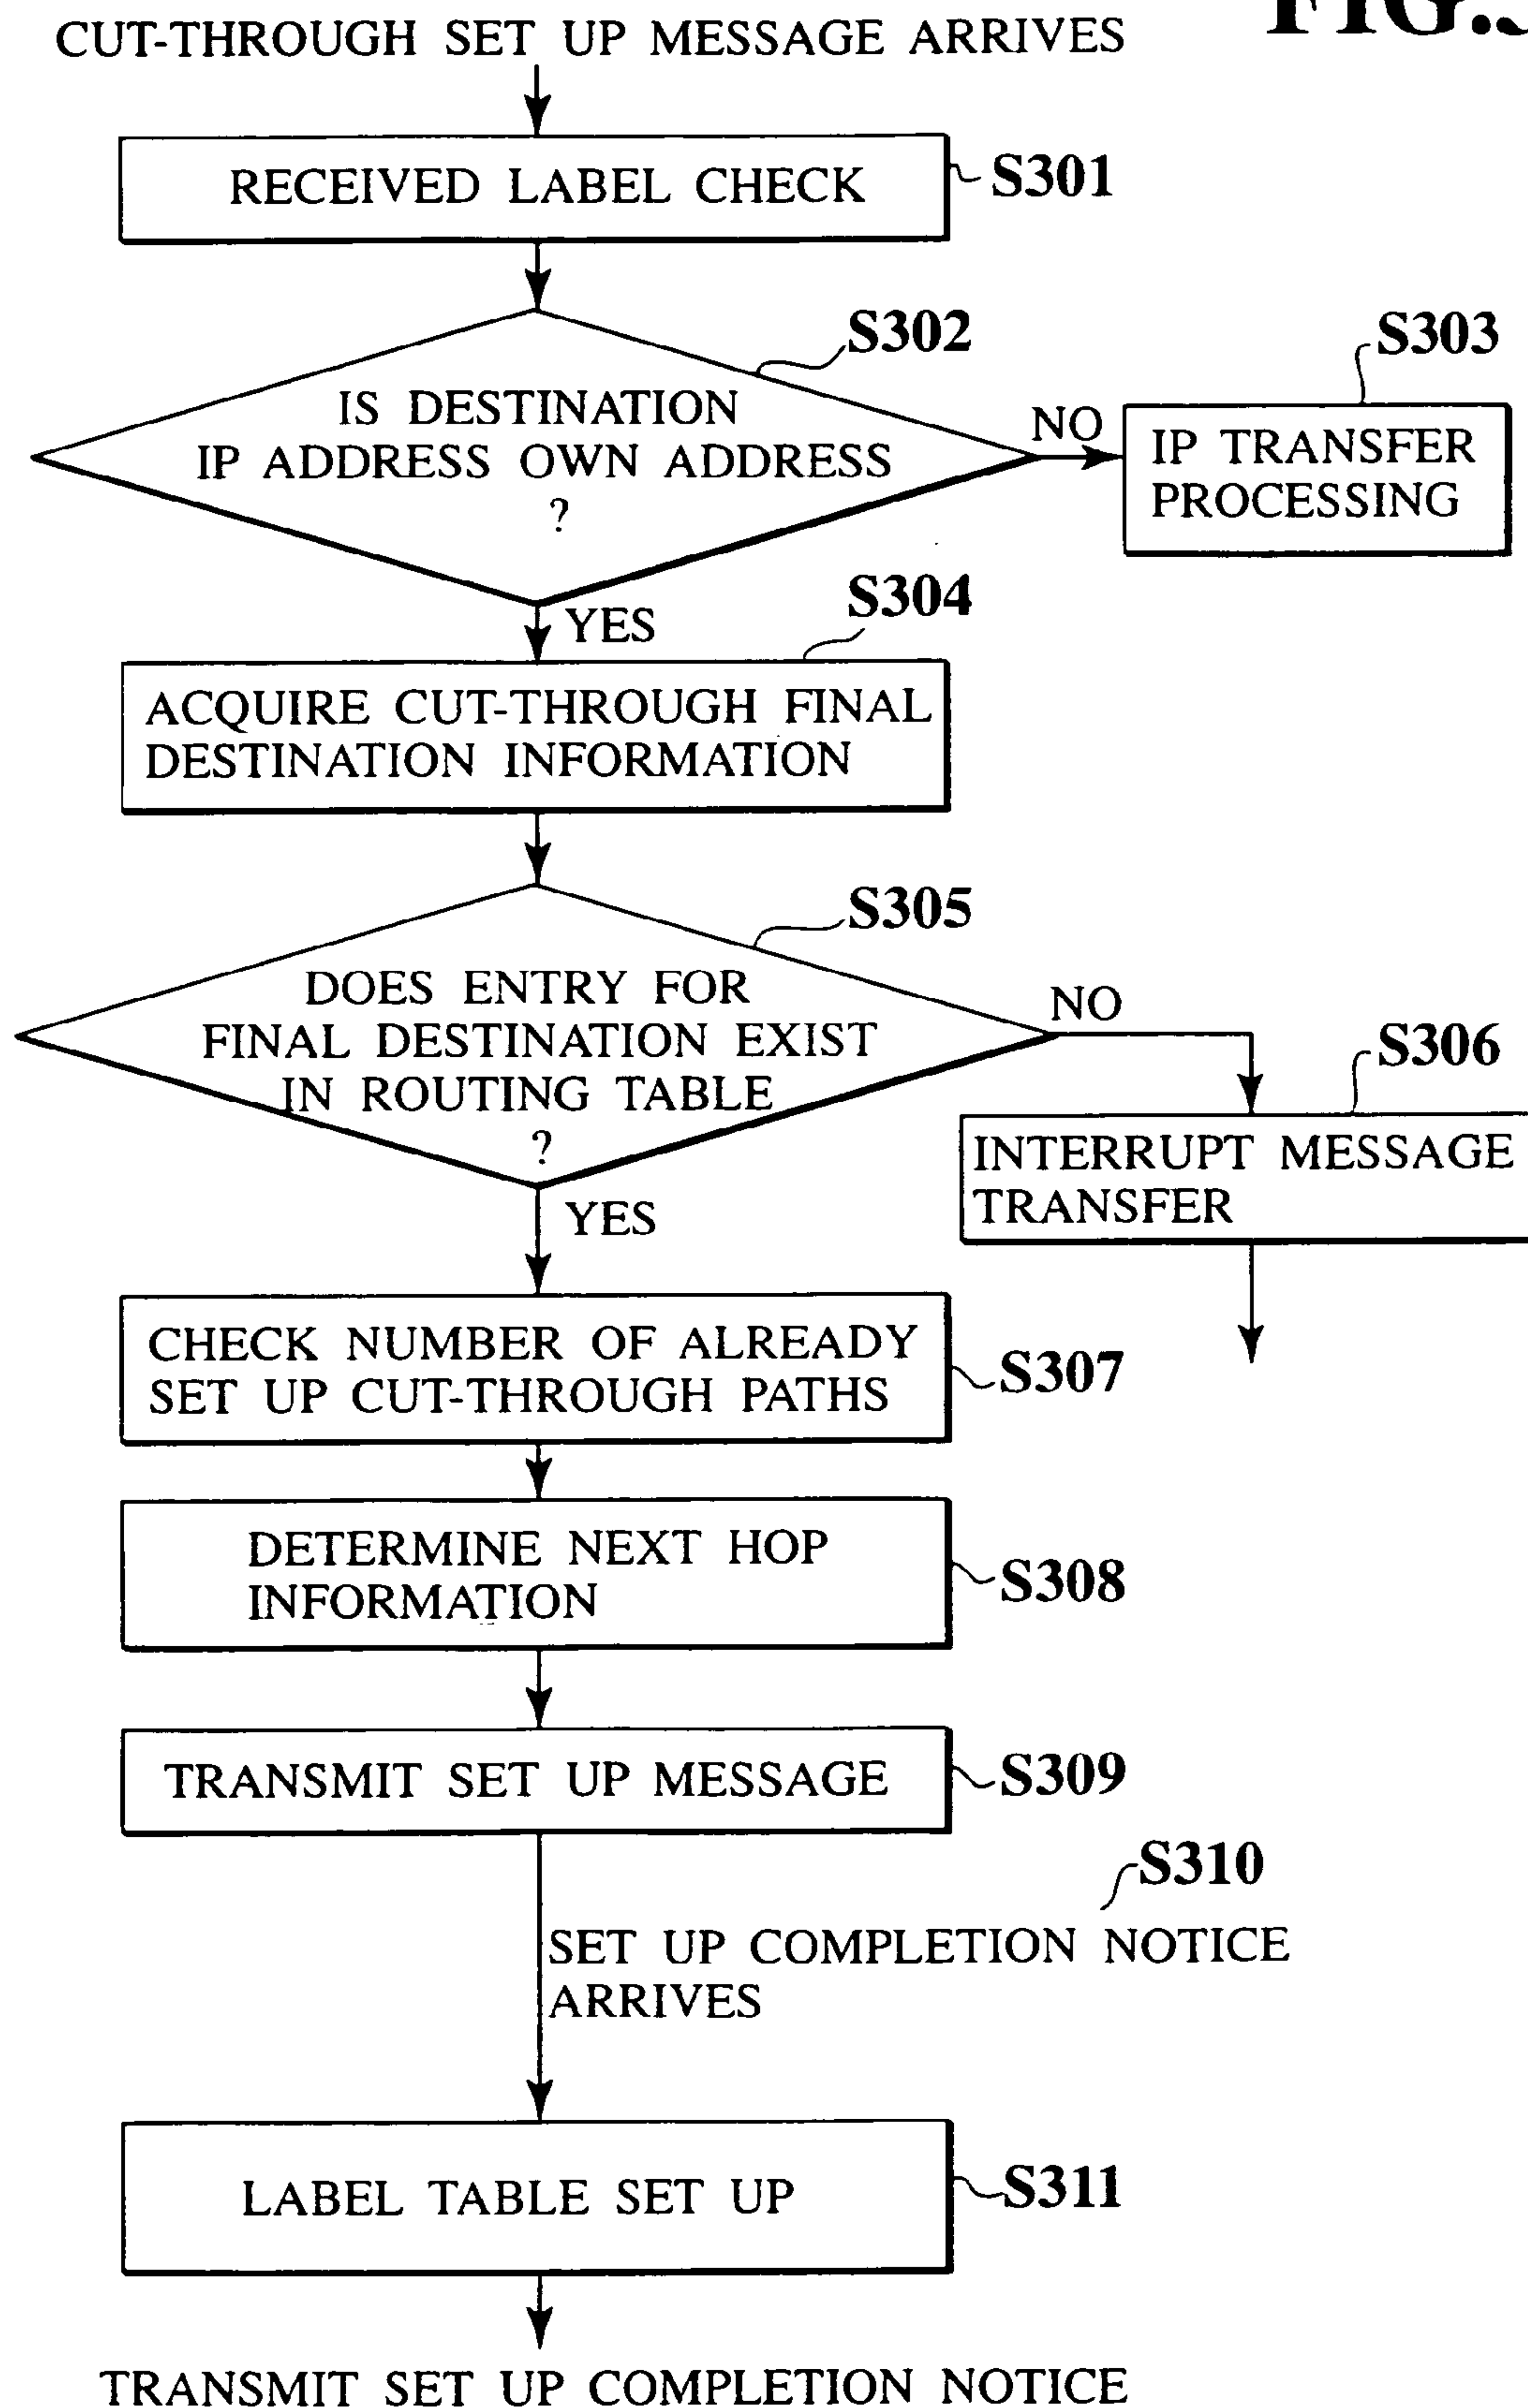 FIG.
CUT-THROUGH SET UP MESSAGE ARRIVES
RECEIVED LABEL CHECK
S301
S302
IS DESTINATION
IP ADDRESS OWN ADDRESS
?
NO
S303
IP TRANSFER
PROCESSING
YES
S304
ACQUIRE CUT-THROUGH FINAL
DESTINATION INFORMATION
S305
DOES ENTRY FOR
FINAL DESTINATION EXIST
IN ROUTING TABLE
?
NO
S306
INTERRUPT MESSAGE
TRANSFER
YES
CHECK NUMBER OF ALREADY
SET UP CUT-THROUGH PATHS
S307
DETERMINE NEXT HOP
INFORMATION
S308
TRANSMIT SET UP MESSAGE
S309
S310
SET UP COMPLETION NOTICE
ARRIVES
LABEL TABLE SET UP
S311
TRANSMIT SET UP COMPLETION NOTICE